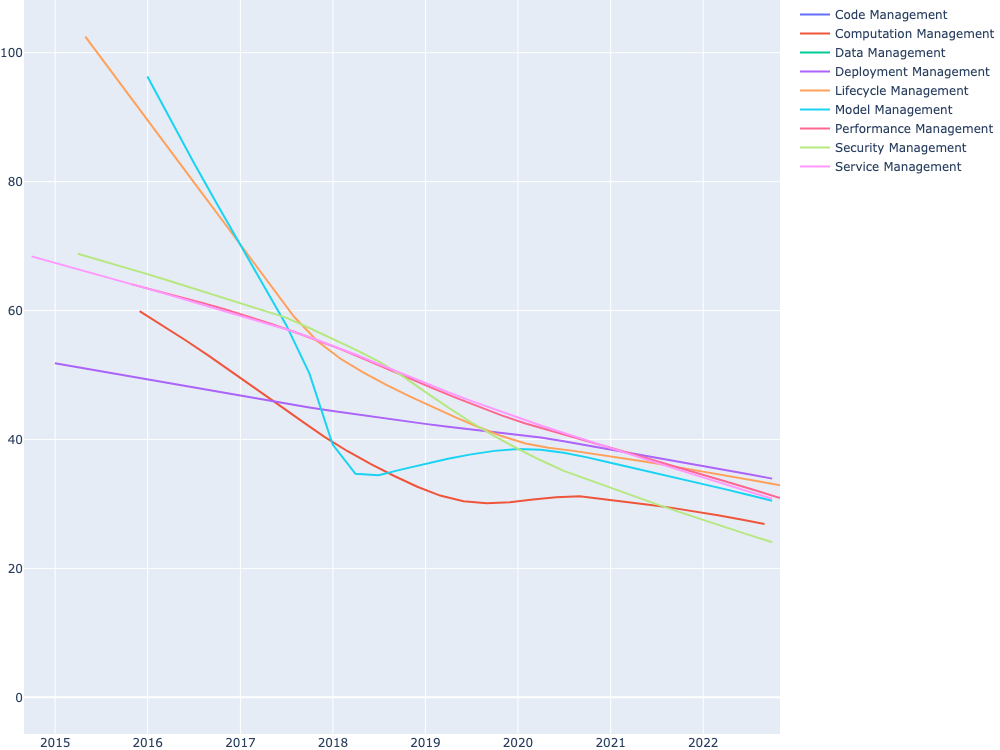 100
80
60
40
20
0
2015 2016 2017 2018 2019 2020 2021 2022
Code Management
Computation Management
Data Management
Deployment Management
Lifecycle Management
Model Management
Performance Management
Security Management
Service Management